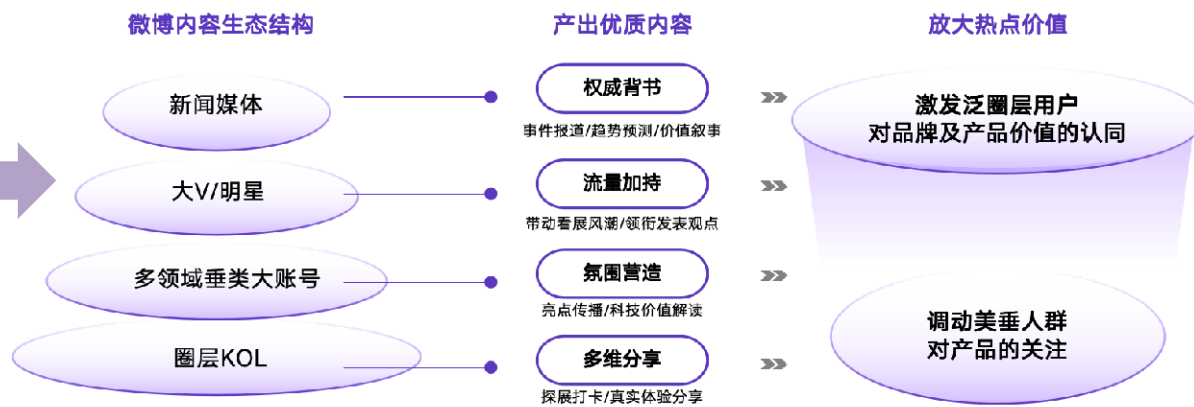 微博内容生态结构
产出优质内容
放大热点价值
新闻媒体
权威背书
事件报道/趋势预测/价值叙事
激发泛圈层用户
对品牌及产品价值的认同
大V/明星
流量加持
带动看展风潮/领衔发表观点
多领域垂类大账号
氛围营造
亮点传播/科技价值解读
圈层KOL
多维分享
探展打卡/真实体验分享
调动美垂人群
对产品的关注